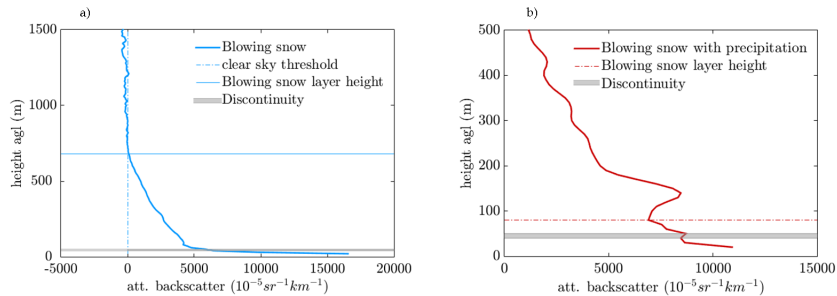 a)
1500
1000
500
0
height agl (m)
-5000 0 5000 10000 15000 20000
att. backscatter (10⁻⁵sr⁻¹km⁻¹)
Blowing snow
clear sky threshold
Blowing snow layer height
Discontinuity
b)
500
400
300
200
100
0
height agl (m)
0 5000 10000 15000
att. backscatter (10⁻⁵sr⁻¹km⁻¹)
Blowing snow with precipitation
Blowing snow layer height
Discontinuity